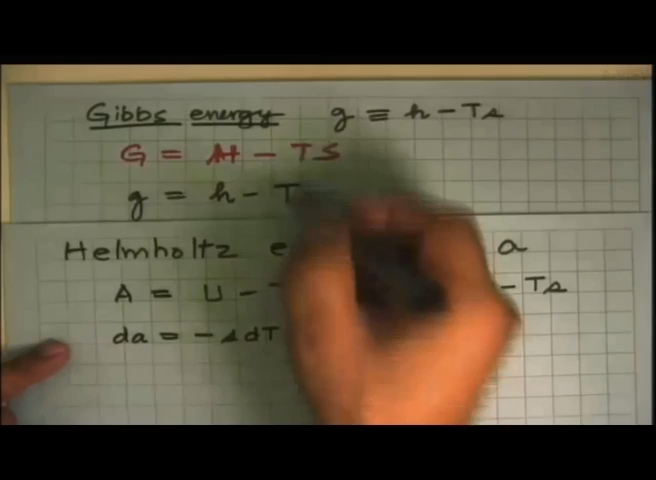 Gibbs energy g ≡ h - Ts
G = H - TS
g = h - T
Helmholtz a
A = U - - Ts
da = - s dT